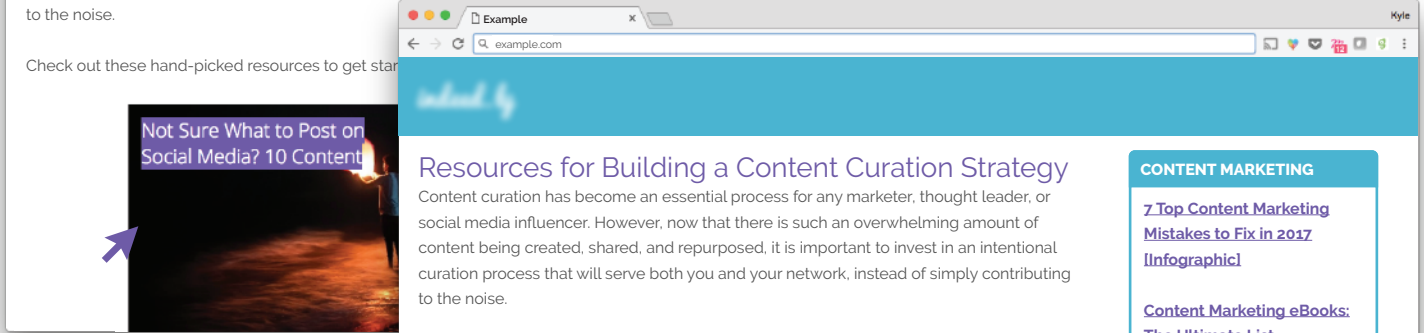 to the noise.
Check out these hand-picked resources to get star
Not Sure What to Post on
Social Media? 10 Content
Example
x
Kyle
example.com
12
Resources for Building a Content Curation Strategy
Content curation has become an essential process for any marketer, thought leader, or
social media influencer. However, now that there is such an overwhelming amount of
content being created, shared, and repurposed, it is important to invest in an intentional
curation process that will serve both you and your network, instead of simply contributing
to the noise.
CONTENT MARKETING
7 Top Content Marketing
Mistakes to Fix in 2017
[Infographic]
Content Marketing eBooks:
The Ultimate List